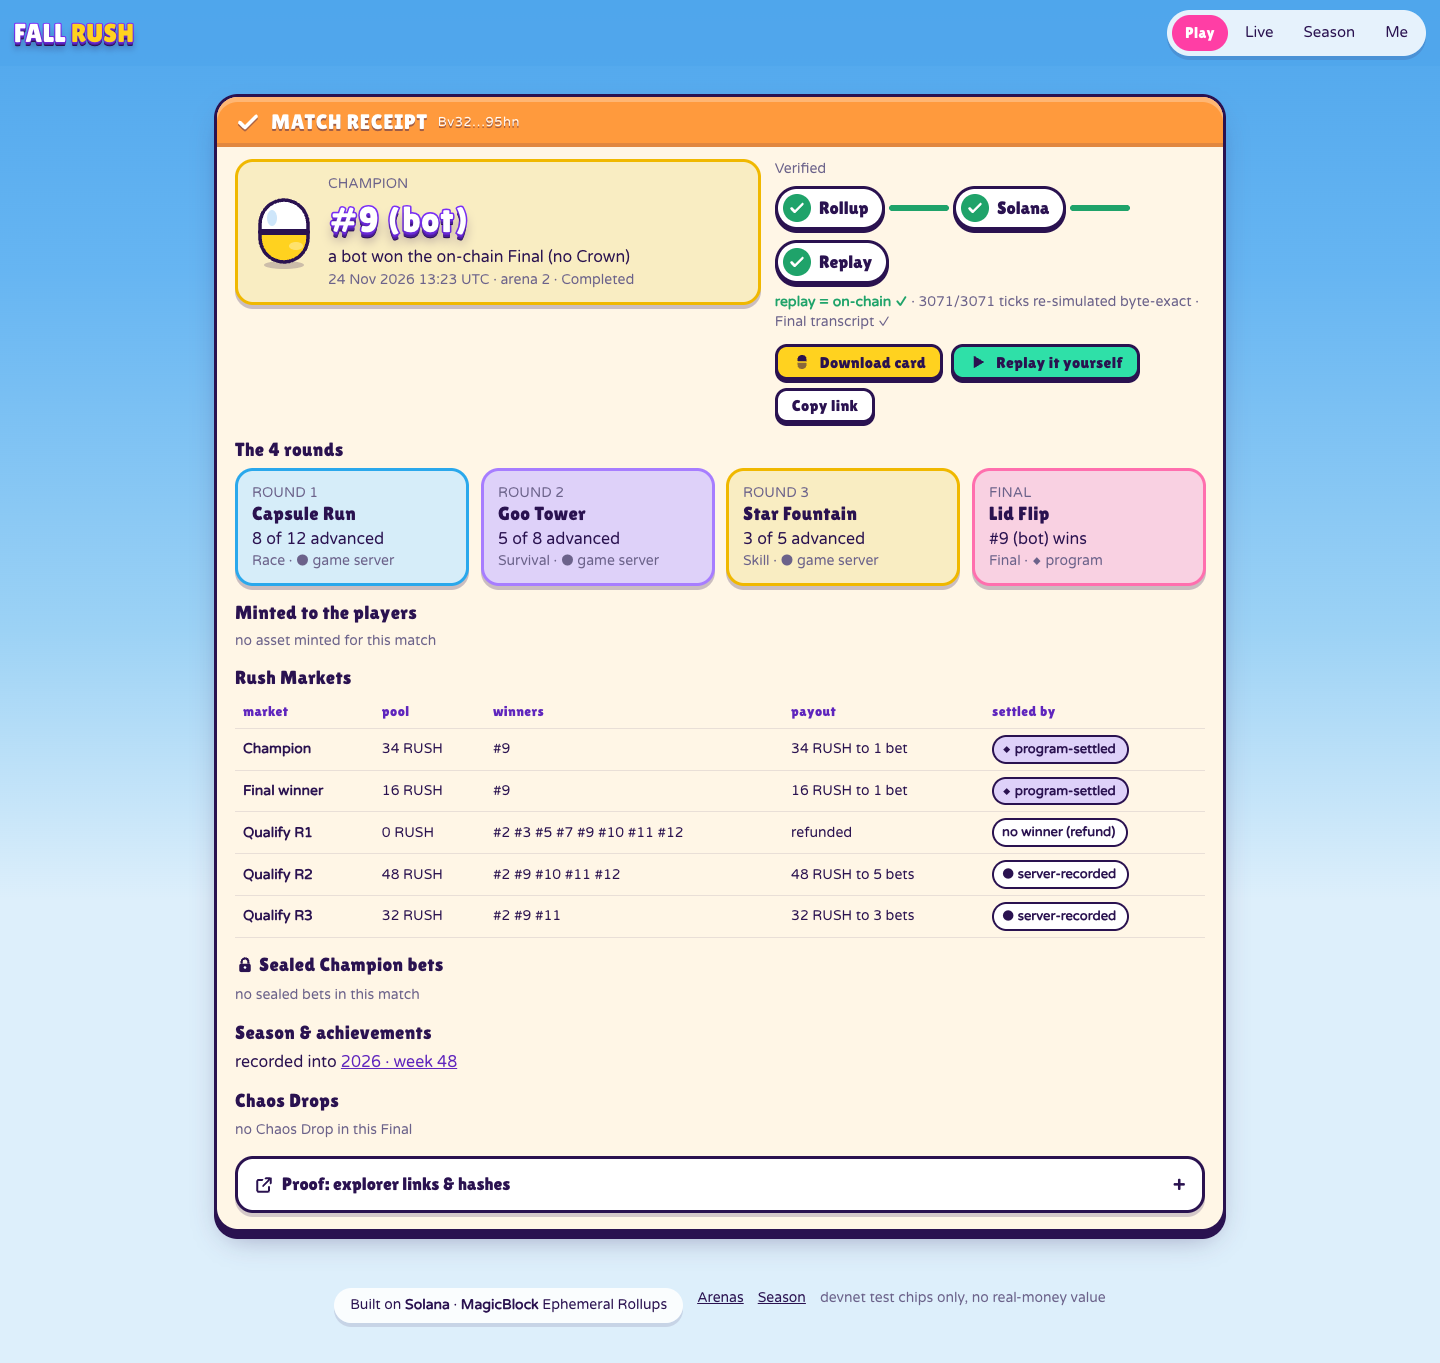 FALL RUSH
Play Live Season Me
MATCH RECEIPT Bv32...95hn
CHAMPION
#9 (bot)
a bot won the on-chain Final (no Crown)
24 Nov 2026 13:23 UTC · arena 2 · Completed
Verified
Rollup Solana
Replay
replay = on-chain ✓ · 3071/3071 ticks re-simulated byte-exact ·
Final transcript ✓
Download card Replay it yourself
Copy link
The 4 rounds
ROUND 1
Capsule Run
8 of 12 advanced
Race · ● game server
ROUND 2
Goo Tower
5 of 8 advanced
Survival · ● game server
ROUND 3
Star Fountain
3 of 5 advanced
Skill · ● game server
FINAL
Lid Flip
#9 (bot) wins
Final · ⬥ program
Minted to the players
no asset minted for this match
Rush Markets
market pool winners payout settled by
Champion 34 RUSH #9 34 RUSH to 1 bet ⬥ program-settled
Final winner 16 RUSH #9 16 RUSH to 1 bet ⬥ program-settled
Qualify R1 0 RUSH #2 #3 #5 #7 #9 #10 #11 #12 refunded no winner (refund)
Qualify R2 48 RUSH #2 #9 #10 #11 #12 48 RUSH to 5 bets ● server-recorded
Qualify R3 32 RUSH #2 #9 #11 32 RUSH to 3 bets ● server-recorded
Sealed Champion bets
no sealed bets in this match
Season & achievements
recorded into 2026 · week 48
Chaos Drops
no Chaos Drop in this Final
Proof: explorer links & hashes +
Built on Solana · MagicBlock Ephemeral Rollups Arenas Season devnet test chips only, no real-money value